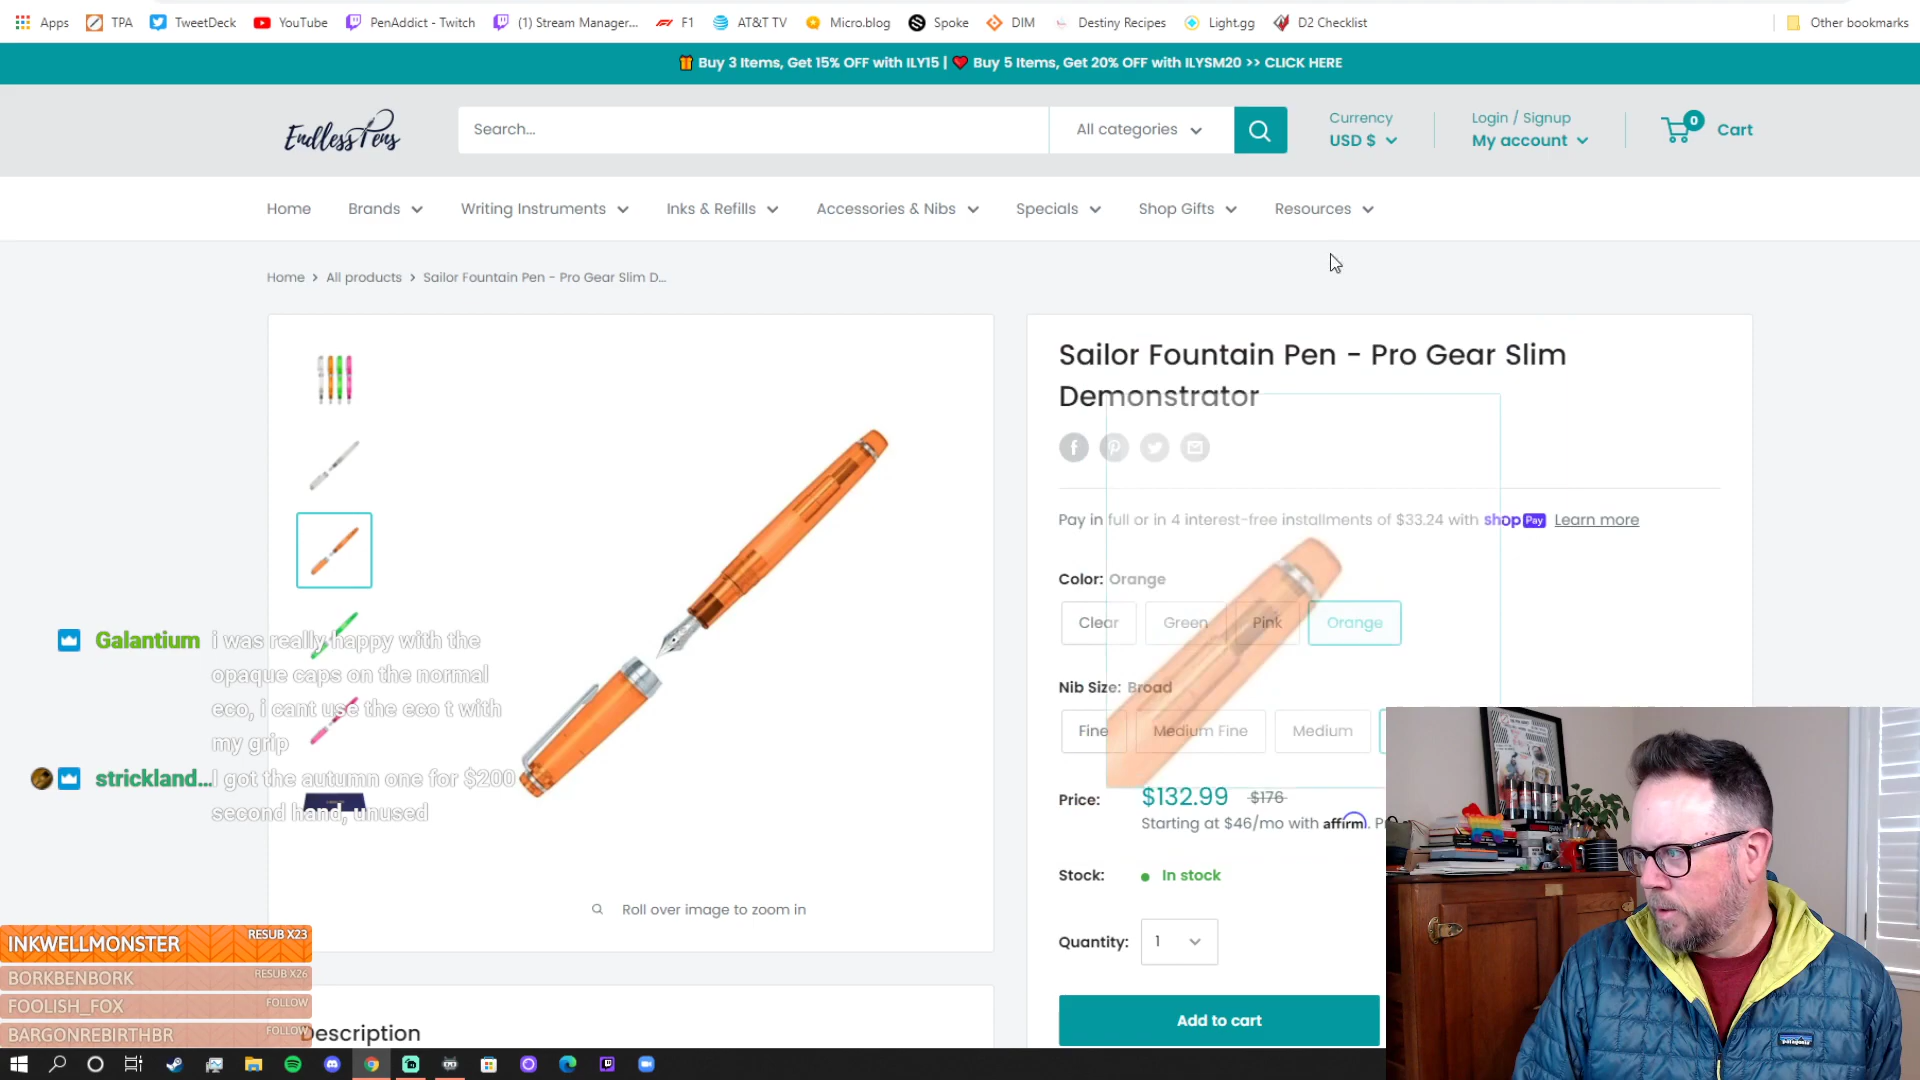 Apps TPA TweetDeck YouTube PenAddict - Twitch (1) Stream Manager... F1 AT&T TV Micro.blog Spoke DIM Destiny Recipes Light.gg D2 Checklist Other bookmarks
Buy 3 Items, Get 15% OFF with ILY15 | Buy 5 Items, Get 20% OFF with ILYSM20 >> CLICK HERE
EndlessPens
Search...
All categories
Currency
USD $
Login / Signup
My account
0
Cart
Home Brands Writing Instruments Inks & Refills Accessories & Nibs Specials Shop Gifts Resources
Home > All products > Sailor Fountain Pen - Pro Gear Slim D...
Sailor Fountain Pen - Pro Gear Slim
Demonstrator
Pay in full or in 4 interest-free installments of $33.24 with shop Pay Learn more
Color: Orange
Clear Green Pink Orange
Nib Size: Broad
Fine Medium Fine Medium
Price: $132.99 $176
Starting at $46/mo with affirm.
Stock: In stock
Quantity: 1
Add to cart
Roll over image to zoom in
Description
Galantium i was really happy with the
opaque caps on the normal
eco, i cant use the eco t with
my grip
strickland... I got the autumn one for $200
second hand, unused
INKWELLMONSTER RESUB X23
BORKBENBORK RESUB X26
FOOLISH_FOX FOLLOW
BARGONREBIRTHBR FOLLOW
patagonia